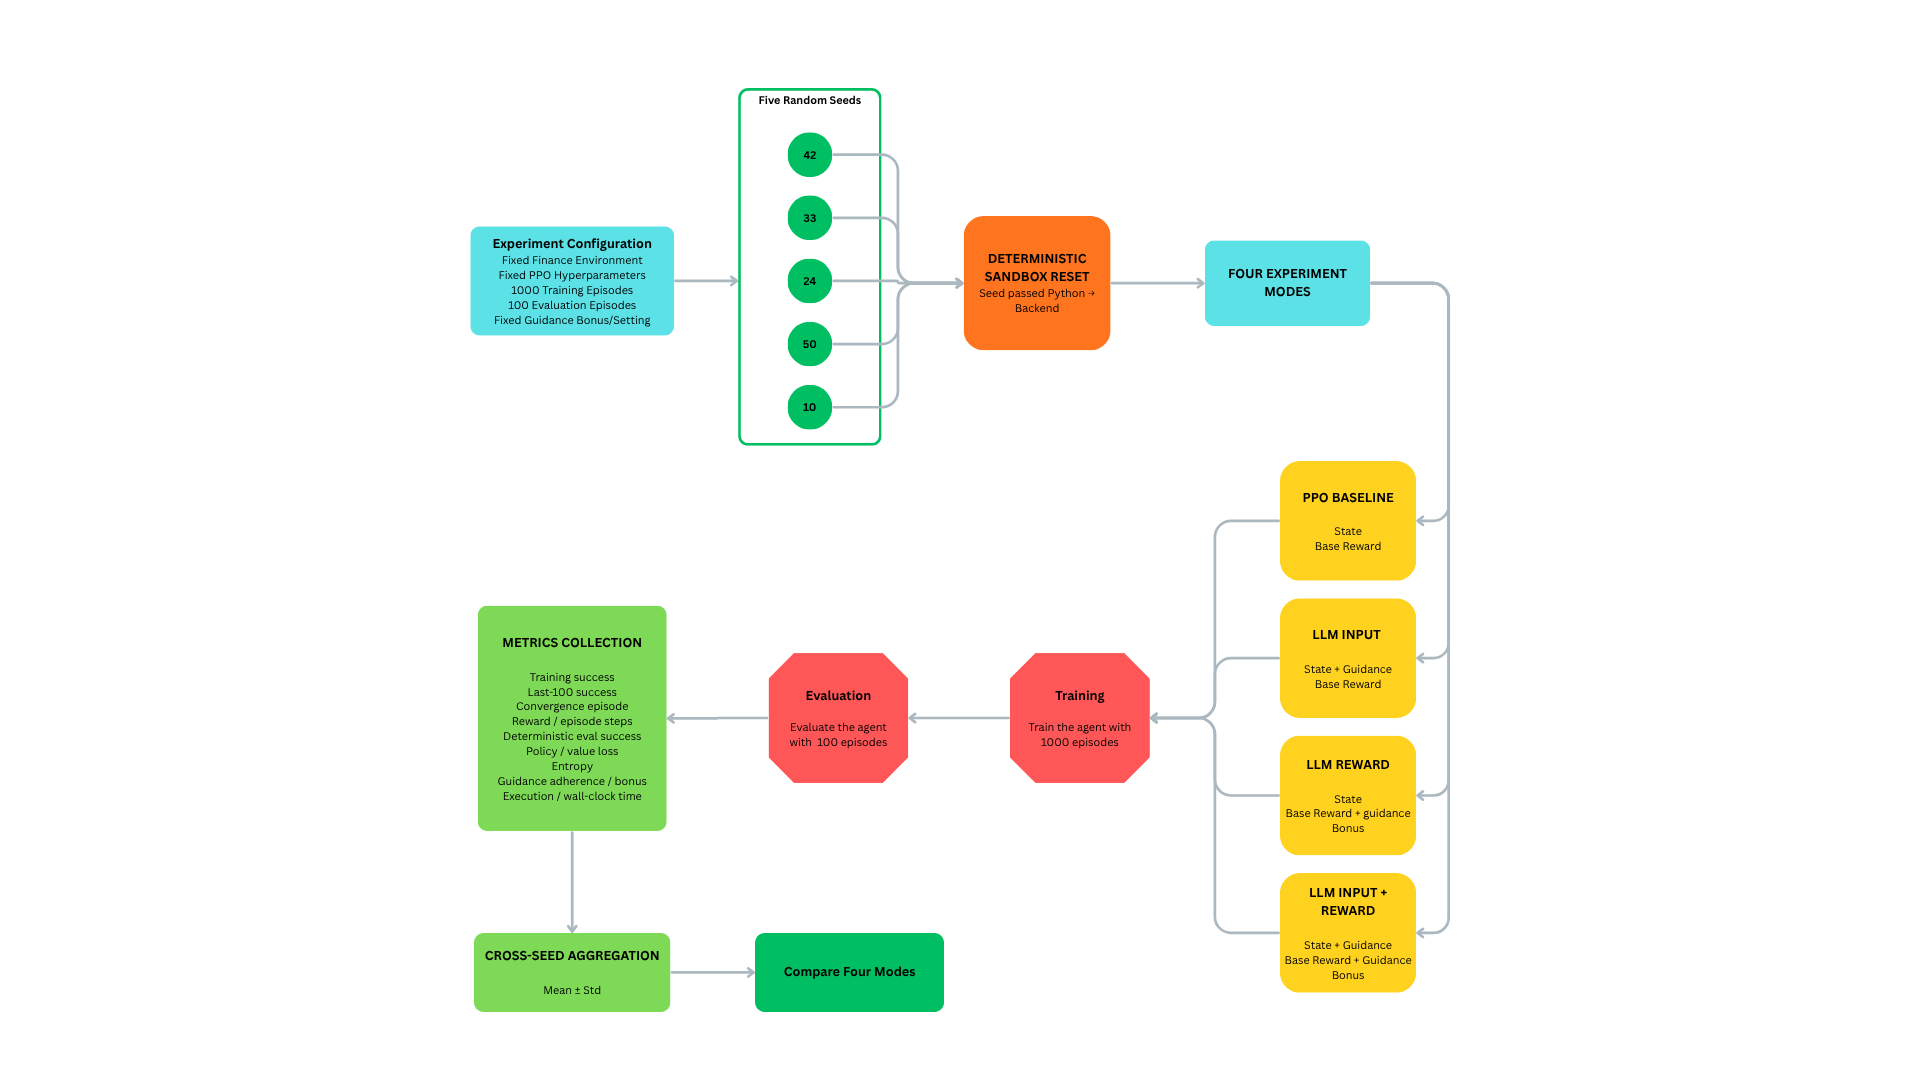 Five Random Seeds
42
33
24
50
10
Experiment Configuration
Fixed Finance Environment
Fixed PPO Hyperparameters
1000 Training Episodes
100 Evaluation Episodes
Fixed Guidance Bonus/Setting
DETERMINISTIC
SANDBOX RESET
Seed passed Python →
Backend
FOUR EXPERIMENT
MODES
PPO BASELINE
State
Base Reward
LLM INPUT
State + Guidance
Base Reward
LLM REWARD
State
Base Reward + guidance
Bonus
LLM INPUT +
REWARD
State + Guidance
Base Reward + Guidance
Bonus
Training
Train the agent with
1000 episodes
Evaluation
Evaluate the agent
with  100 episodes
METRICS COLLECTION
Training success
Last-100 success
Convergence episode
Reward / episode steps
Deterministic eval success
Policy / value loss
Entropy
Guidance adherence / bonus
Execution / wall-clock time
CROSS-SEED AGGREGATION
Mean ± Std
Compare Four Modes